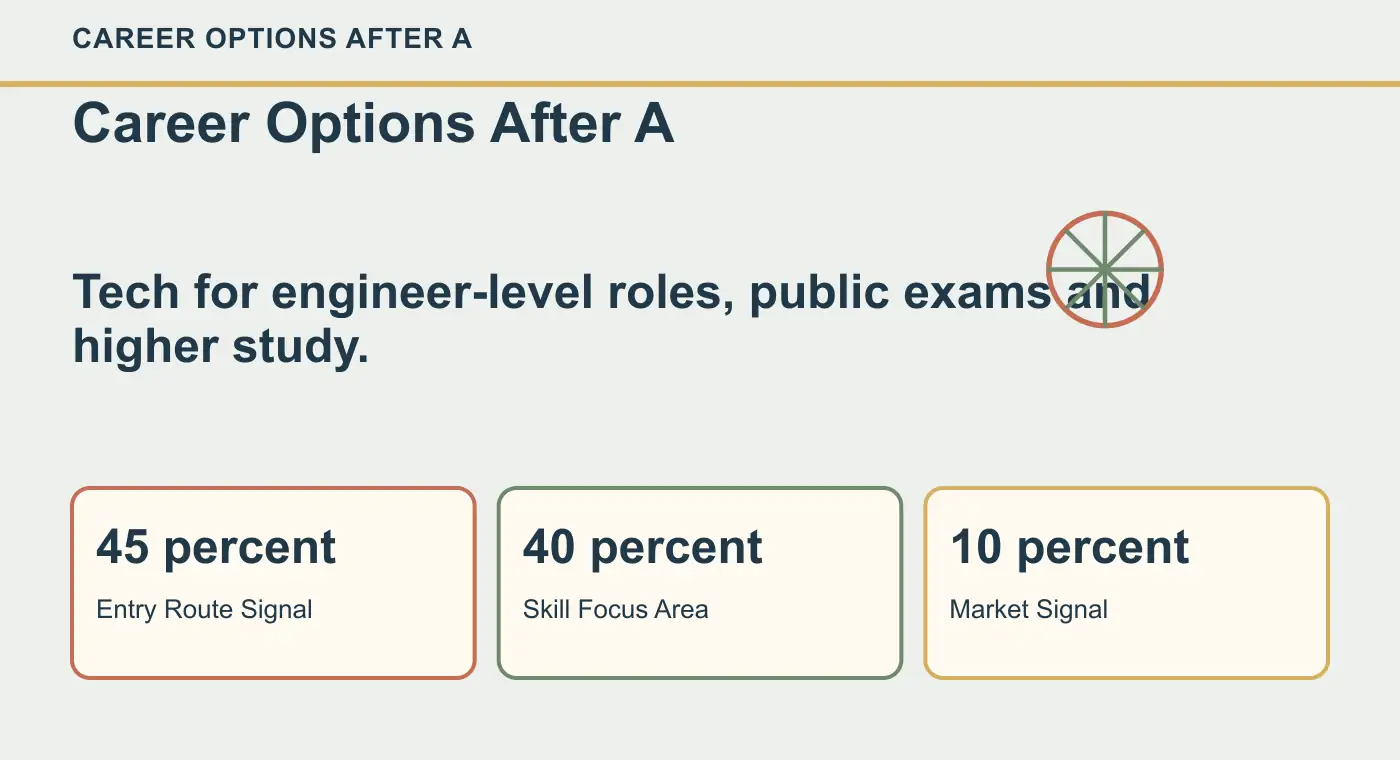 CAREER OPTIONS AFTER A
Career Options After A
Tech for engineer-level roles, public exams and
higher study.
45 percent
Entry Route Signal
40 percent
Skill Focus Area
10 percent
Market Signal